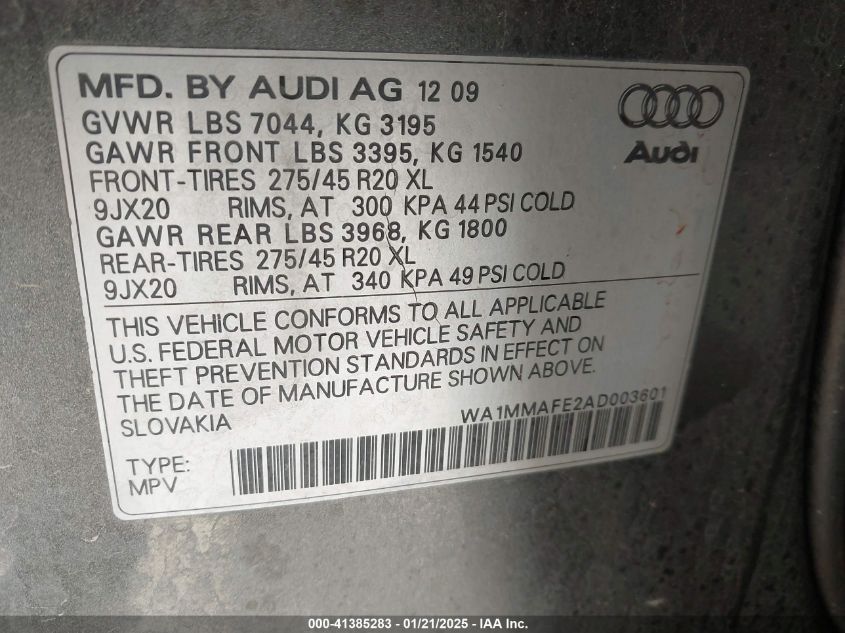 MFD. BY AUDI AG 12 09
GVWR LBS 7044, KG 3195
GAWR FRONT LBS 3395, KG 1540
FRONT-TIRES 275/45 R20 XL
9JX20 RIMS, AT 300 KPA 44 PSI COLD
GAWR REAR LBS 3968, KG 1800
REAR-TIRES 275/45 R20 XL
9JX20 RIMS, AT 340 KPA 49 PSI COLD
Audi
THIS VEHICLE CONFORMS TO ALL APPLICABLE
U.S. FEDERAL MOTOR VEHICLE SAFETY AND
THEFT PREVENTION STANDARDS IN EFFECT ON
THE DATE OF MANUFACTURE SHOWN ABOVE.
SLOVAKIA WA1MMAFE2AD003601
TYPE:
MPV
000-41385283 - 01/21/2025 - IAA Inc.